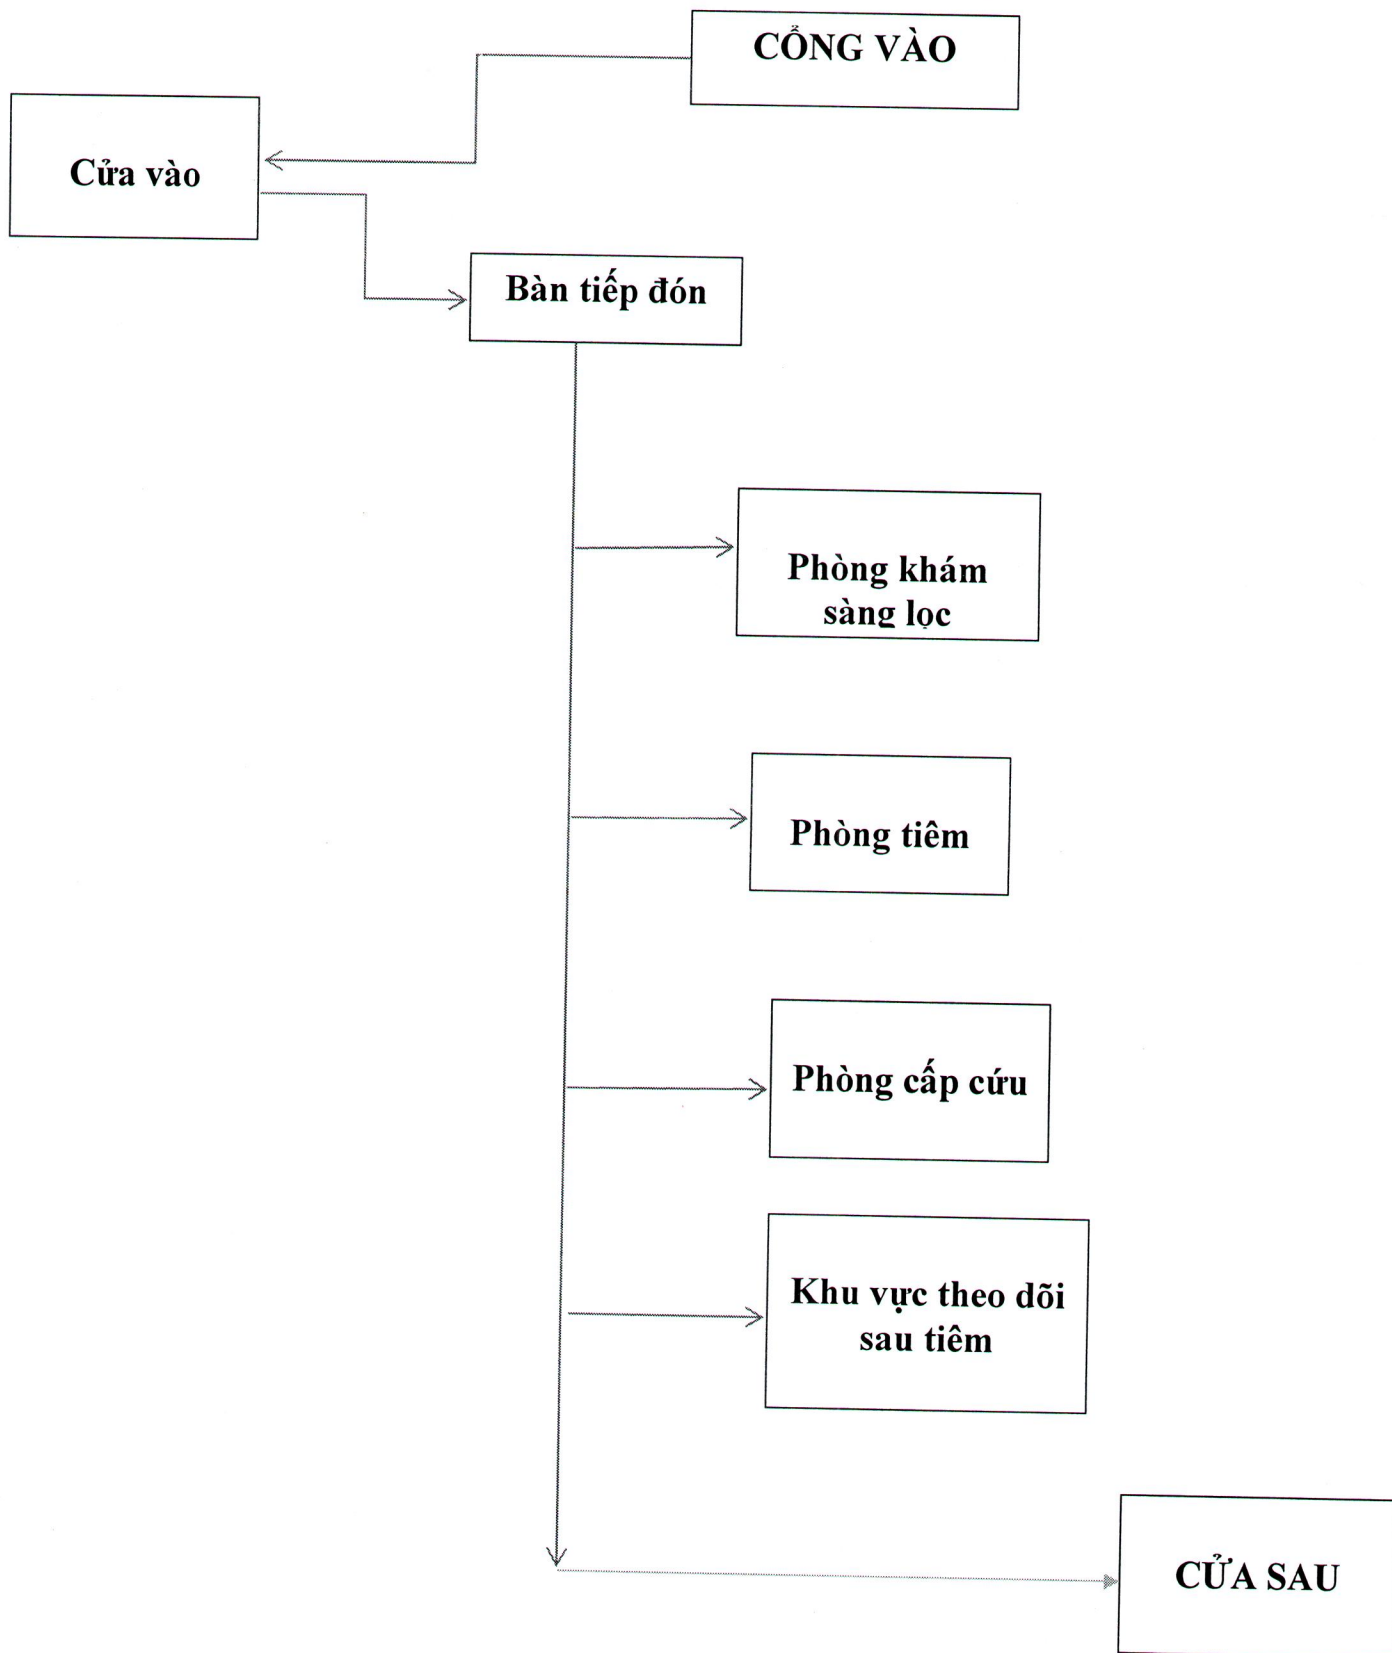 CỔNG VÀO
Cửa vào
Bàn tiếp đón
Phòng khám
sàng lọc
Phòng tiêm
Phòng cấp cứu
Khu vực theo dõi
sau tiêm
CỬA SAU